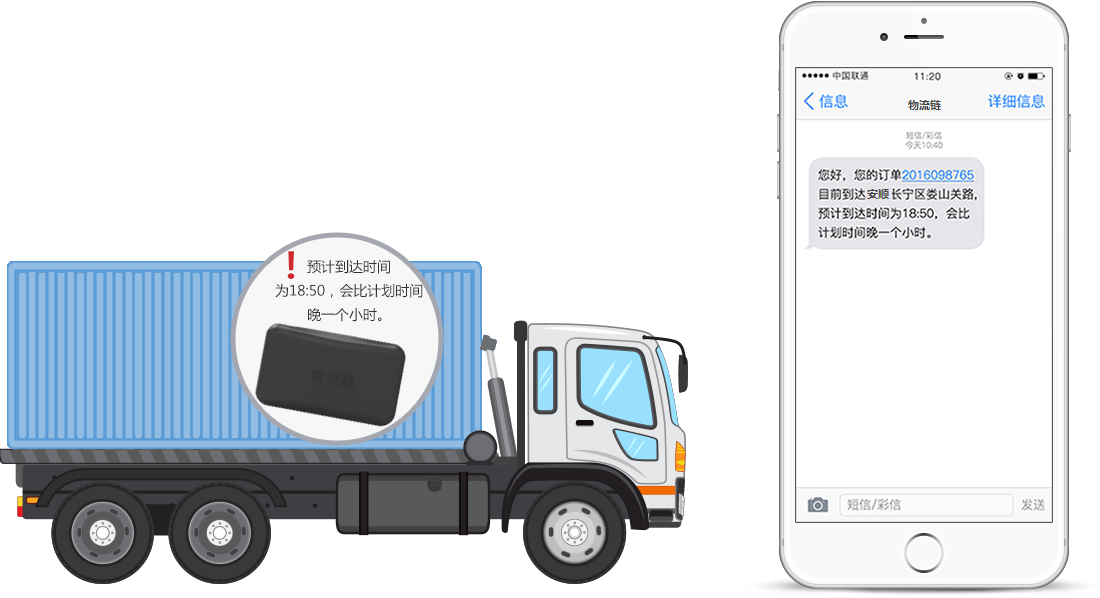 预计到达时间
为18:50，会比计划时间
晚一个小时。
物流链
中国联通 11:20
信息 物流链 详细信息
短信/彩信
今天10:40
您好，您的订单2016098765
目前到达安顺长宁区娄山关路,
预计到达时间为18:50，会比
计划时间晚一个小时。
短信/彩信 发送